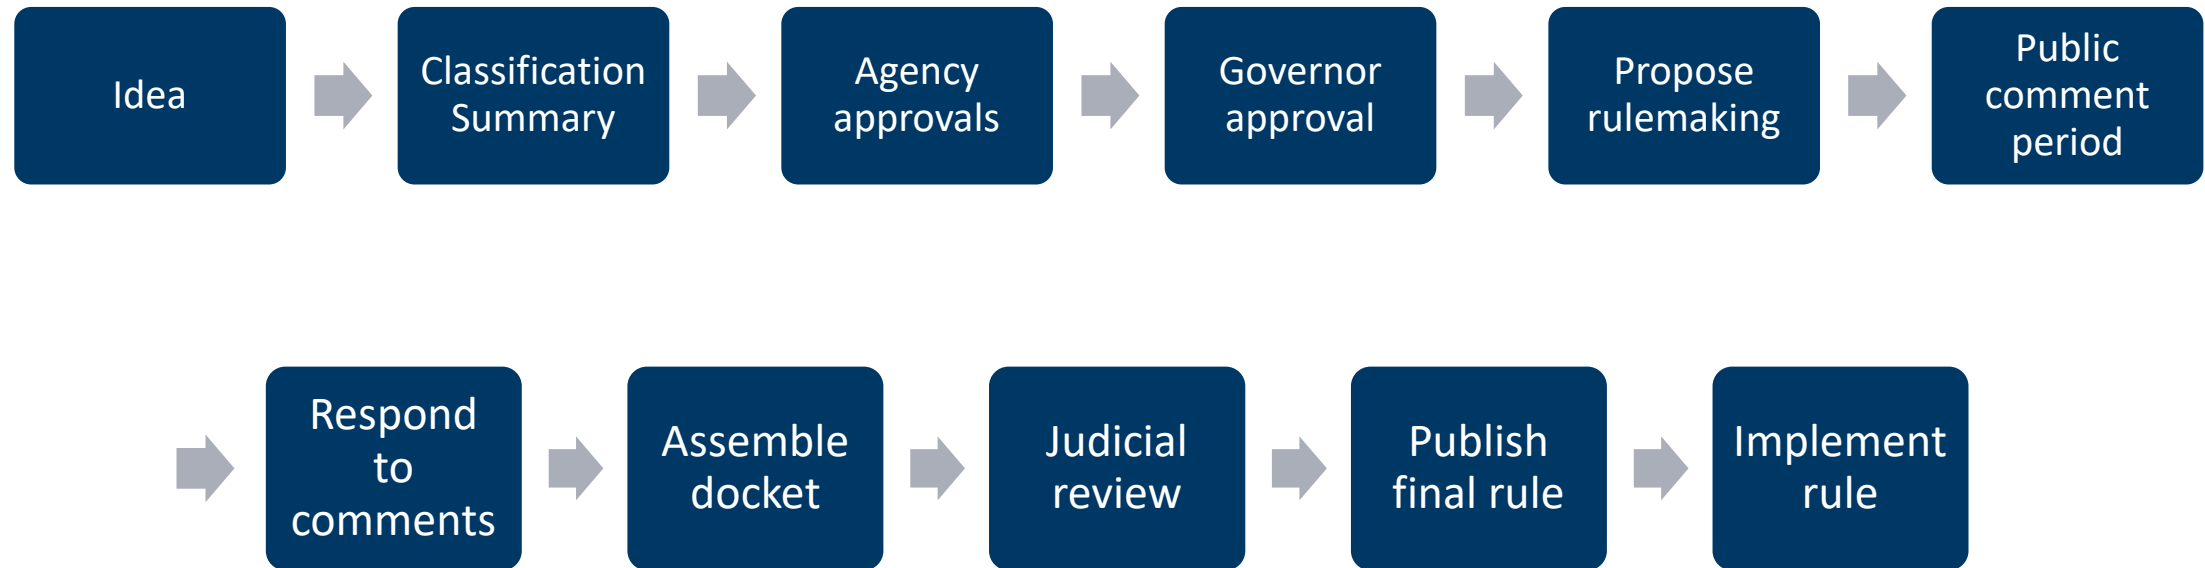 Idea
Classification
Summary
Agency
approvals
Governor
approval
Propose
rulemaking
Public
comment
period
Respond
to
comments
Assemble
docket
Judicial
review
Publish
final rule
Implement
rule